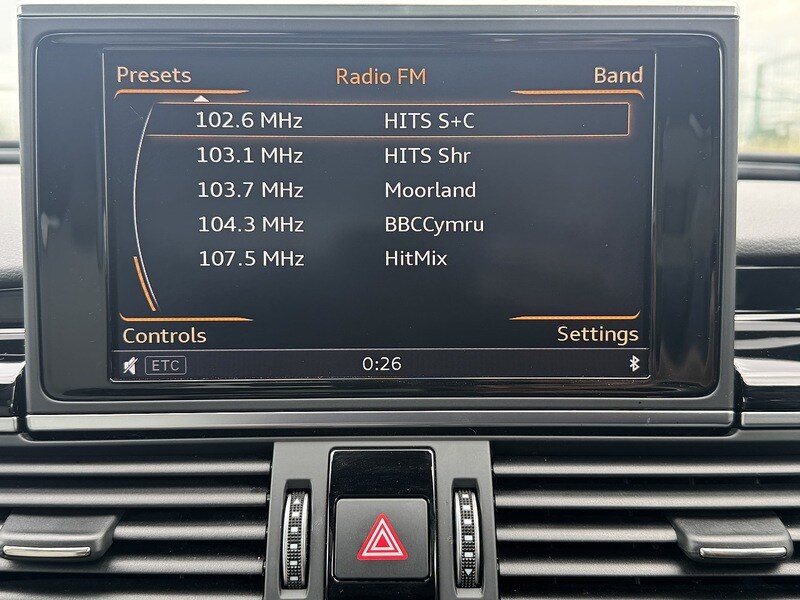 Presets Radio FM Band
102.6 MHz HITS S+C
103.1 MHz HITS Shr
103.7 MHz Moorland
104.3 MHz BBCCymru
107.5 MHz HitMix
Controls Settings
ETC 0:26